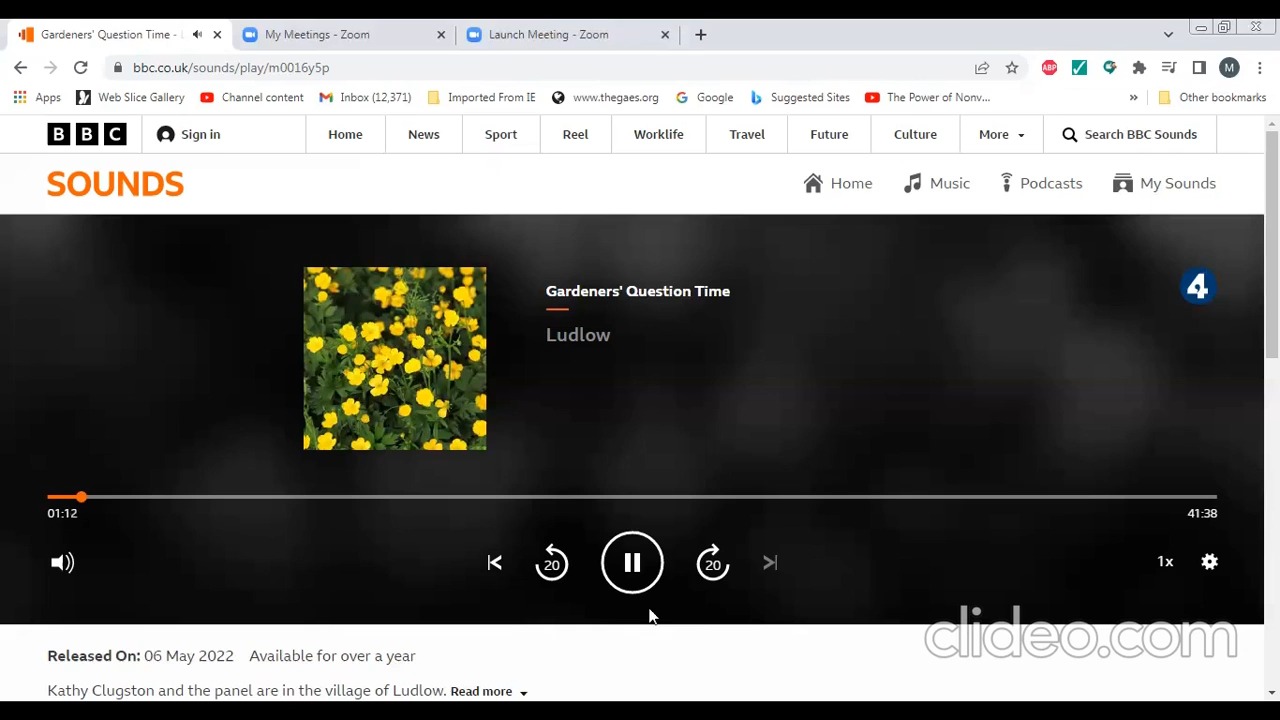 Gardeners' Question Time -
My Meetings - Zoom
Launch Meeting - Zoom
bbc.co.uk/sounds/play/m0016y5p
ABP
M
Apps
Web Slice Gallery
Channel content
Inbox (12,371)
Imported From IE
www.thegaes.org
Google
Suggested Sites
The Power of Nonv...
Other bookmarks
BBC
Sign in
Home
News
Sport
Reel
Worklife
Travel
Future
Culture
More
Search BBC Sounds
SOUNDS
Home
Music
Podcasts
My Sounds
Gardeners' Question Time
4
Ludlow
01:12
41:38
20
20
1x
clideo.com
Released On: 06 May 2022 Available for over a year
Kathy Clugston and the panel are in the village of Ludlow. Read more